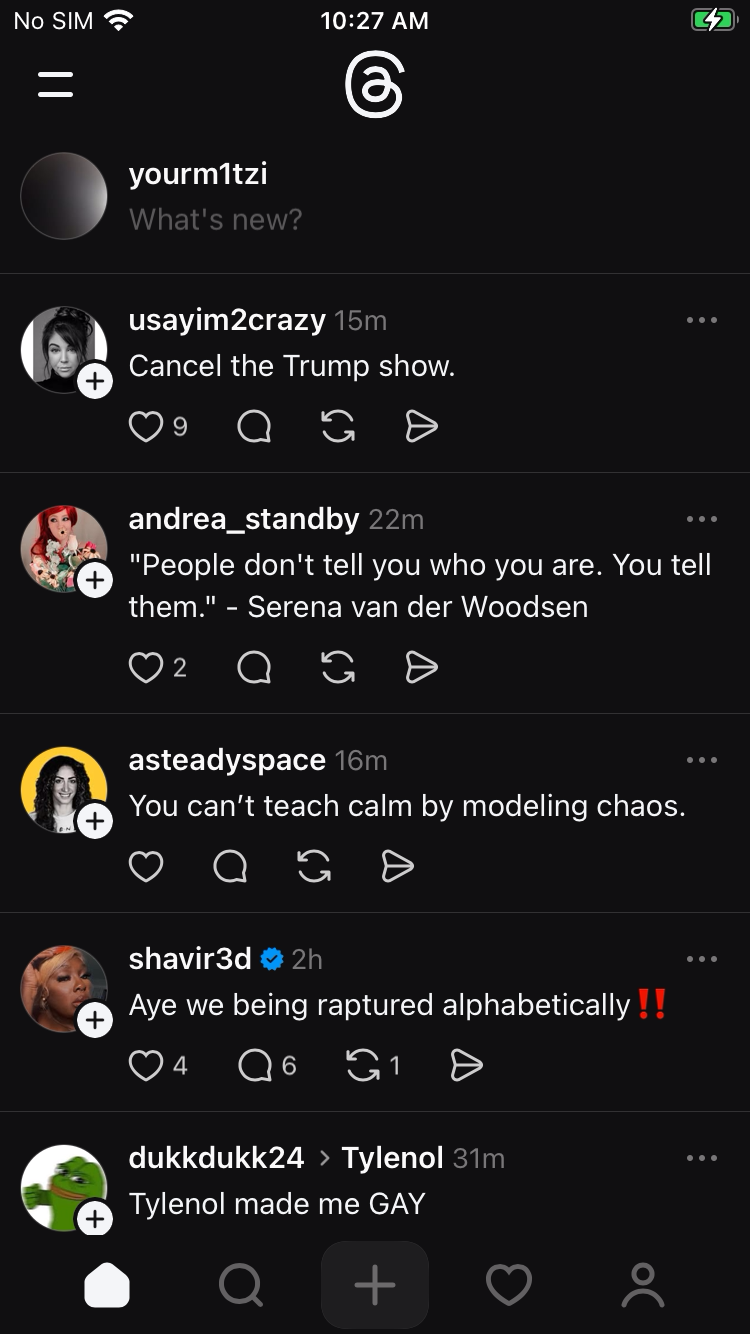 No SIM 10:27 AM
yourm1tzi
What's new?
usayim2crazy 15m
Cancel the Trump show.
9
andrea_standby 22m
"People don't tell you who you are. You tell
them." - Serena van der Woodsen
2
asteadyspace 16m
You can’t teach calm by modeling chaos.
shavir3d 2h
Aye we being raptured alphabetically‼️
4 6 1
dukkdukk24 > Tylenol 31m
Tylenol made me GAY